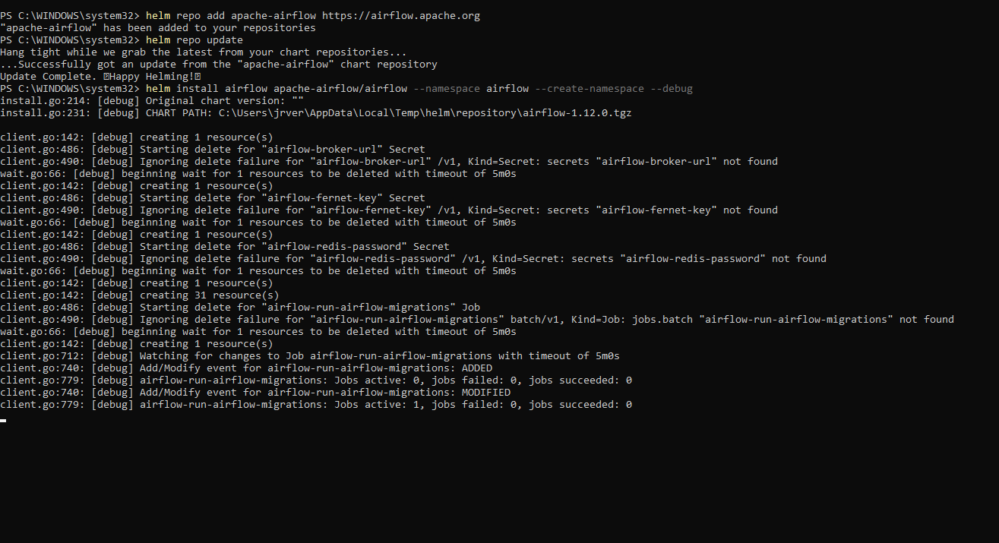 PS C:\WINDOWS\system32> helm repo add apache-airflow https://airflow.apache.org
"apache-airflow" has been added to your repositories
PS C:\WINDOWS\system32> helm repo update
Hang tight while we grab the latest from your chart repositories...
...Successfully got an update from the "apache-airflow" chart repository
Update Complete. ⍰Happy Helming!⍰
PS C:\WINDOWS\system32> helm install airflow apache-airflow/airflow --namespace airflow --create-namespace --debug
install.go:214: [debug] Original chart version: ""
install.go:231: [debug] CHART PATH: C:\Users\jrver\AppData\Local\Temp\helm\repository\airflow-1.12.0.tgz
client.go:142: [debug] creating 1 resource(s)
client.go:486: [debug] Starting delete for "airflow-broker-url" Secret
client.go:490: [debug] Ignoring delete failure for "airflow-broker-url" /v1, Kind=Secret: secrets "airflow-broker-url" not found
wait.go:66: [debug] beginning wait for 1 resources to be deleted with timeout of 5m0s
client.go:142: [debug] creating 1 resource(s)
client.go:486: [debug] Starting delete for "airflow-fernet-key" Secret
client.go:490: [debug] Ignoring delete failure for "airflow-fernet-key" /v1, Kind=Secret: secrets "airflow-fernet-key" not found
wait.go:66: [debug] beginning wait for 1 resources to be deleted with timeout of 5m0s
client.go:142: [debug] creating 1 resource(s)
client.go:486: [debug] Starting delete for "airflow-redis-password" Secret
client.go:490: [debug] Ignoring delete failure for "airflow-redis-password" /v1, Kind=Secret: secrets "airflow-redis-password" not found
wait.go:66: [debug] beginning wait for 1 resources to be deleted with timeout of 5m0s
client.go:142: [debug] creating 1 resource(s)
client.go:142: [debug] creating 31 resource(s)
client.go:486: [debug] Starting delete for "airflow-run-airflow-migrations" Job
client.go:490: [debug] Ignoring delete failure for "airflow-run-airflow-migrations" batch/v1, Kind=Job: jobs.batch "airflow-run-airflow-migrations" not found
wait.go:66: [debug] beginning wait for 1 resources to be deleted with timeout of 5m0s
client.go:142: [debug] creating 1 resource(s)
client.go:712: [debug] Watching for changes to Job airflow-run-airflow-migrations with timeout of 5m0s
client.go:740: [debug] Add/Modify event for airflow-run-airflow-migrations: ADDED
client.go:779: [debug] airflow-run-airflow-migrations: Jobs active: 0, jobs failed: 0, jobs succeeded: 0
client.go:740: [debug] Add/Modify event for airflow-run-airflow-migrations: MODIFIED
client.go:779: [debug] airflow-run-airflow-migrations: Jobs active: 1, jobs failed: 0, jobs succeeded: 0